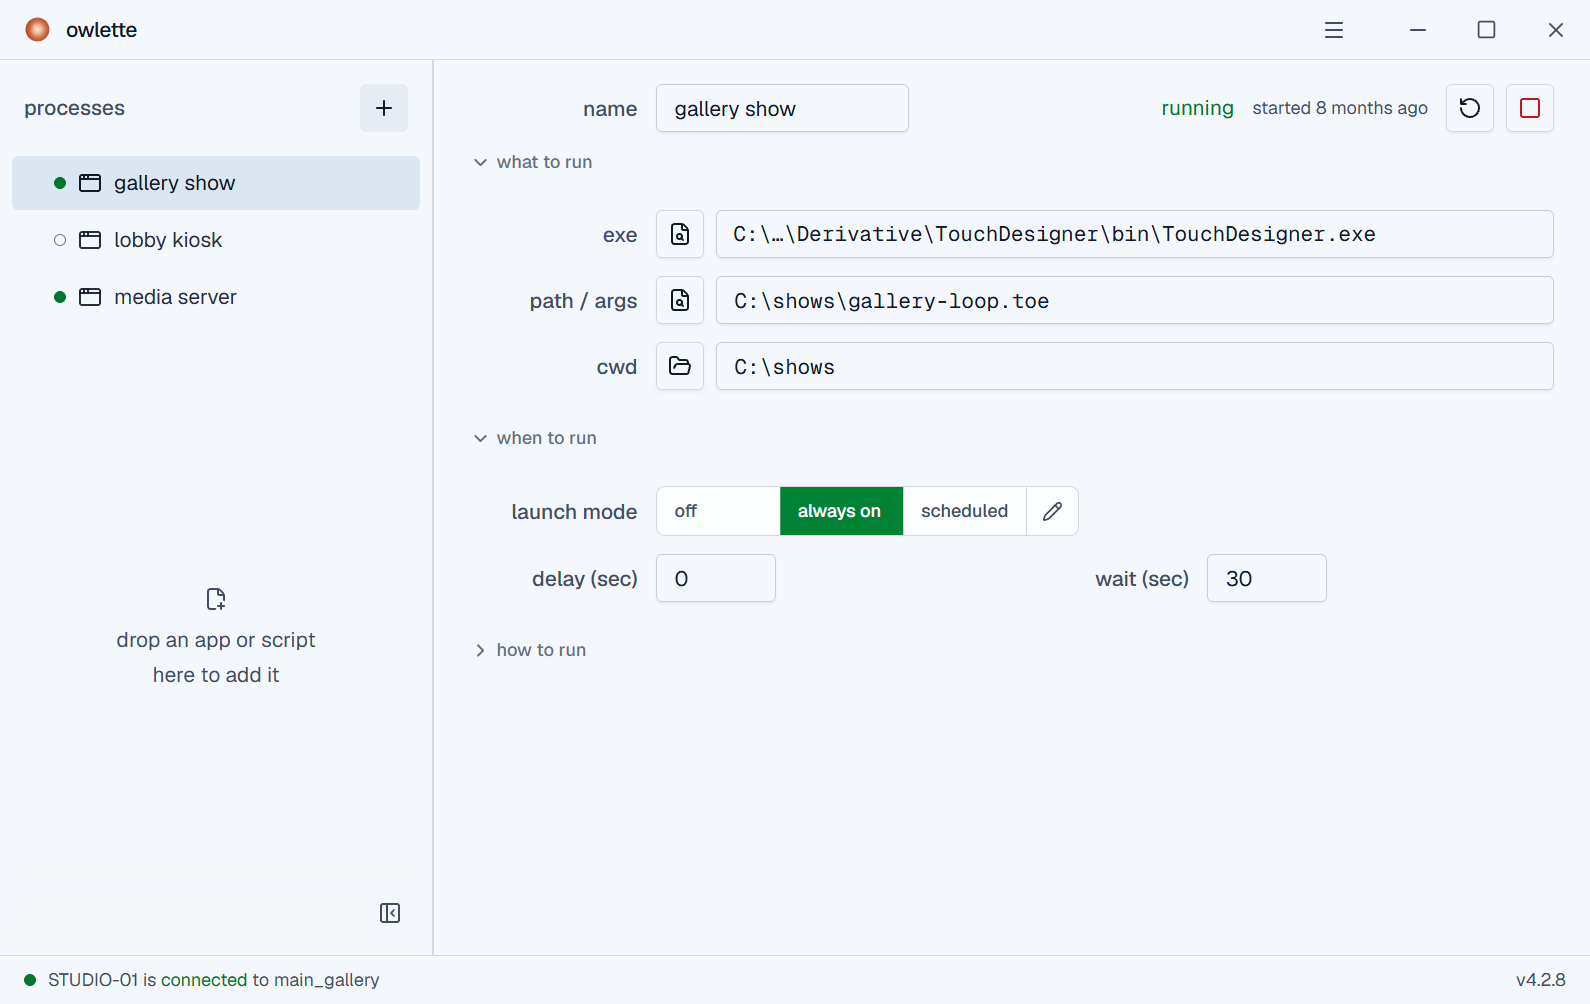 owlette
processes
gallery show
lobby kiosk
media server
drop an app or script
here to add it
name
gallery show
running
started 8 months ago
what to run
exe
C:\…\Derivative\TouchDesigner\bin\TouchDesigner.exe
path / args
C:\shows\gallery-loop.toe
cwd
C:\shows
when to run
launch mode
off
always on
scheduled
delay (sec)
0
wait (sec)
30
how to run
STUDIO-01 is connected to main_gallery
v4.2.8